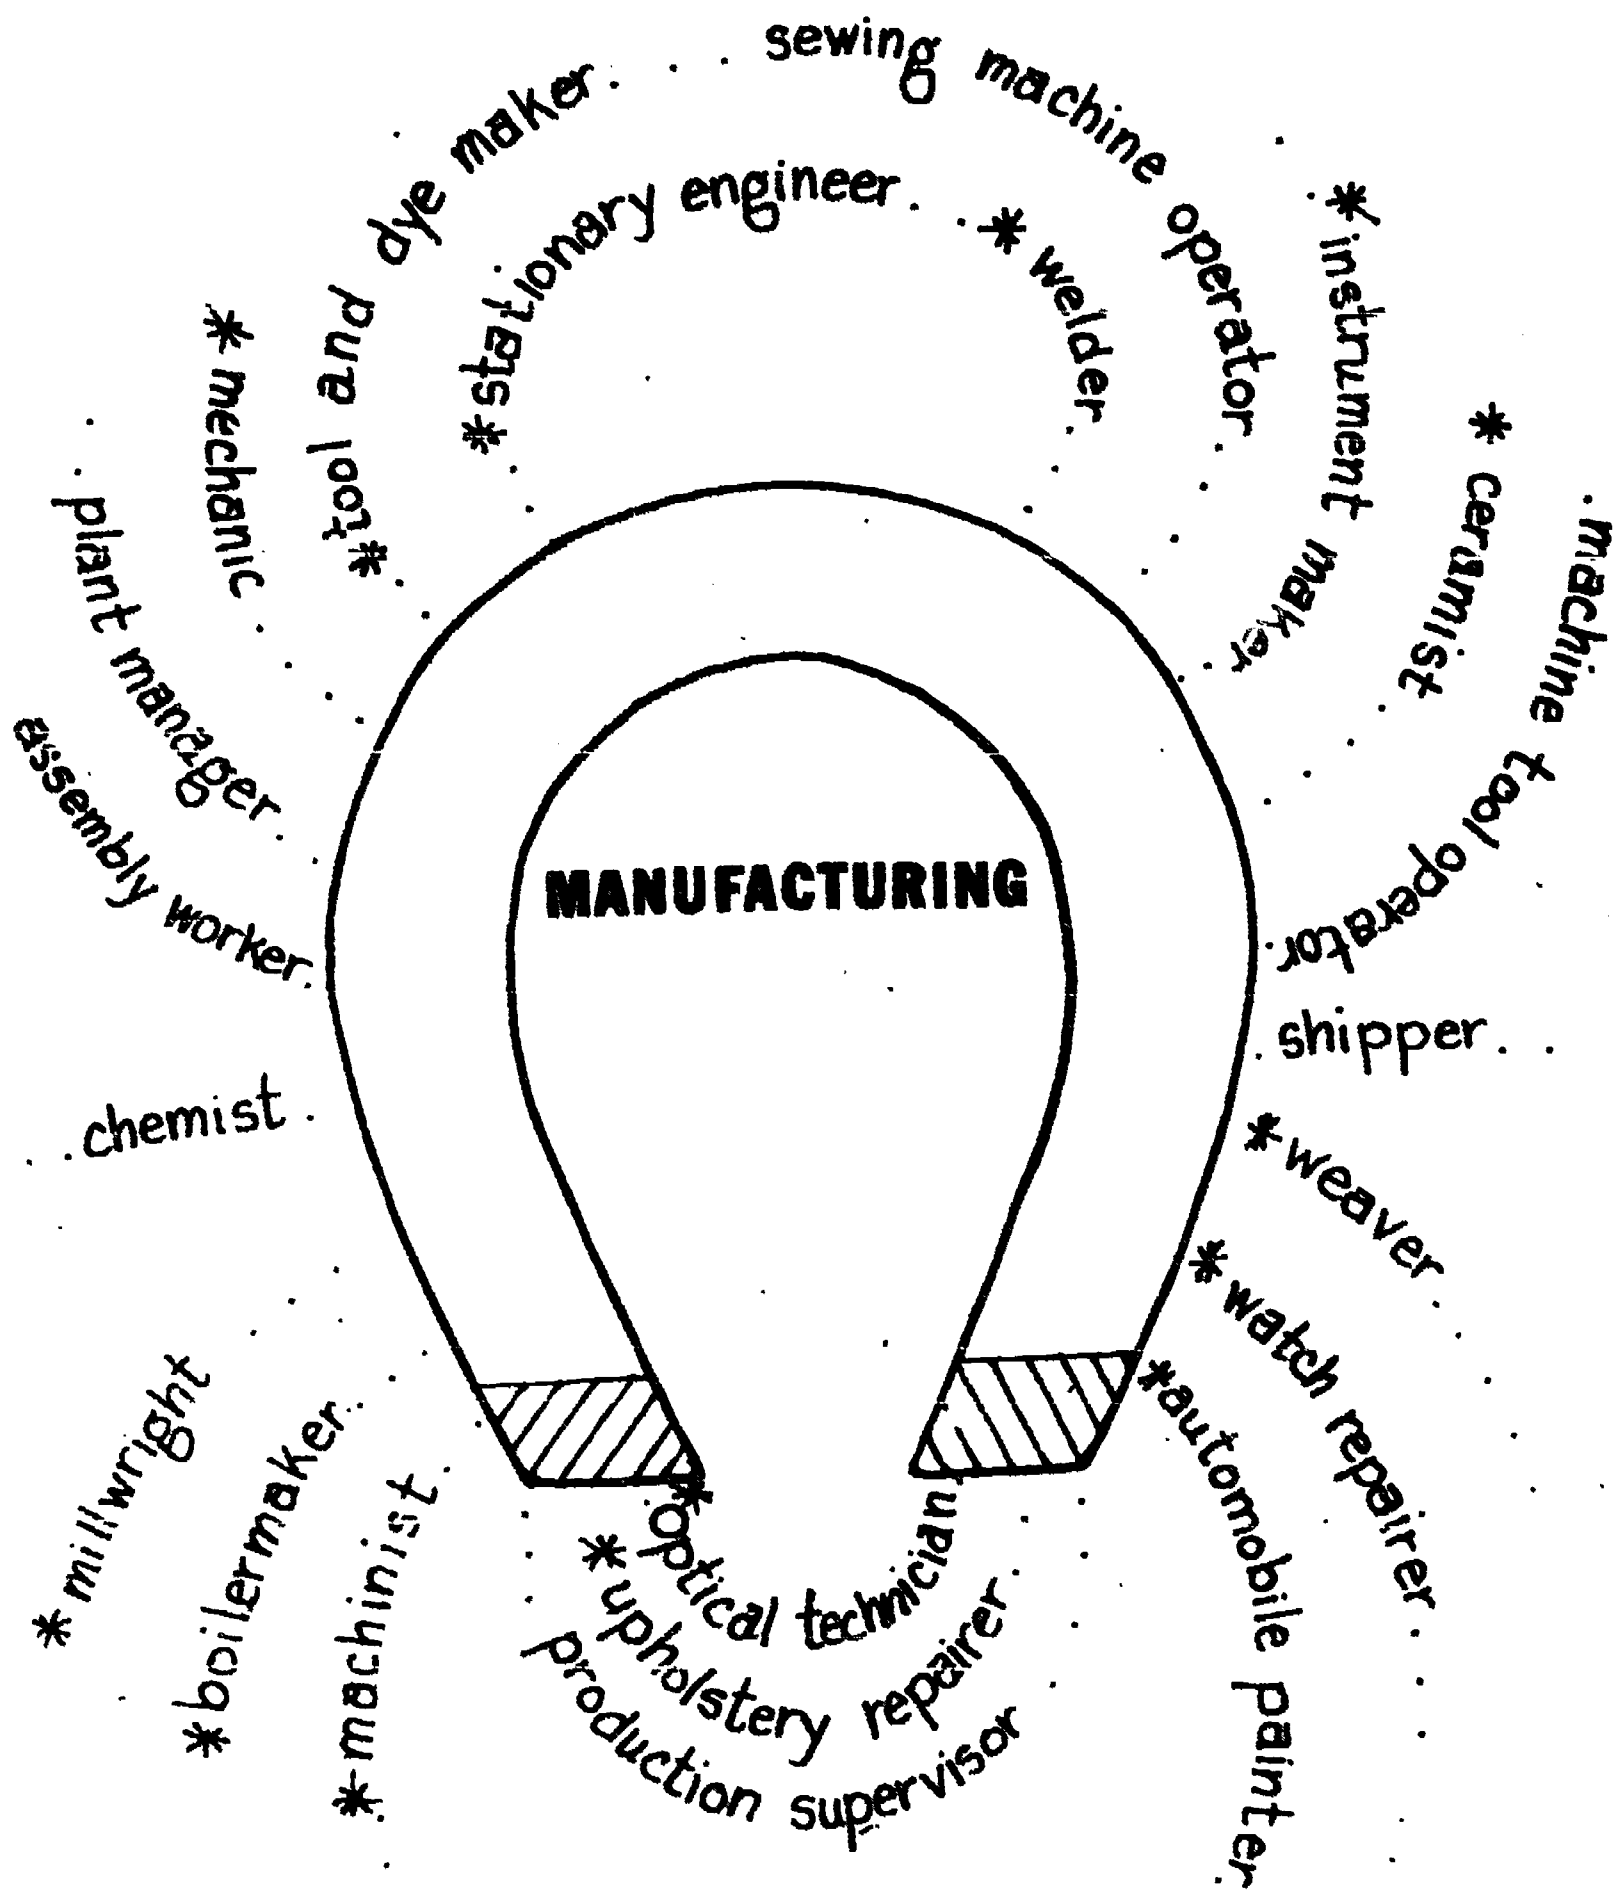 sewing machine operator
*tool and dye maker
*stationary engineer
*welder
*instrument maker
*mechanic
*ceramist
plant manager
machine tool operator
assembly worker
MANUFACTURING
shipper
chemist
*weaver
*watch repairer
*automobile painter
*millwright
*boilermaker
*machinist
*optical technician
*upholstery repairer
production supervisor